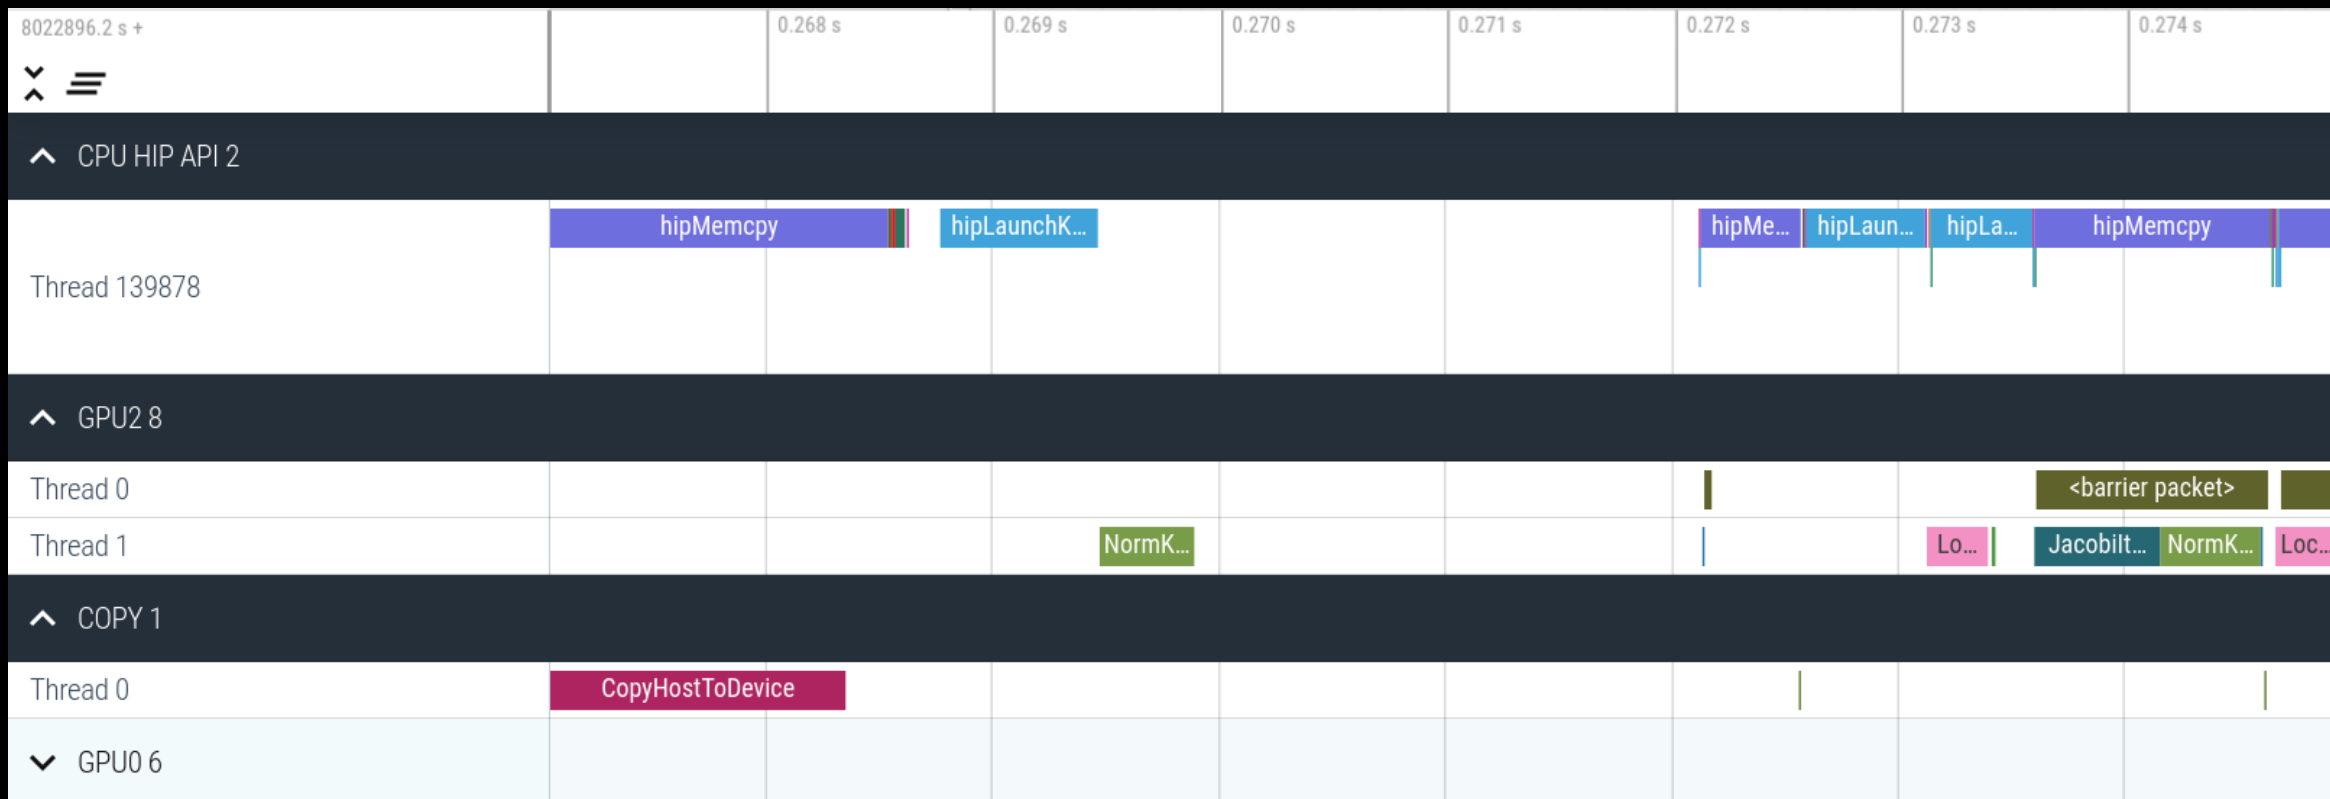 8022896.2 s +
0.268 s
0.269 s
0.270 s
0.271 s
0.272 s
0.273 s
0.274 s
CPU HIP API 2
Thread 139878
hipMemcpy
hipLaunchK...
hipMe...
hipLaun...
hipLa...
hipMemcpy
GPU2 8
Thread 0
<barrier packet>
Thread 1
NormK...
Lo...
JacobiIt...
NormK...
Loc...
COPY 1
Thread 0
CopyHostToDevice
GPU0 6